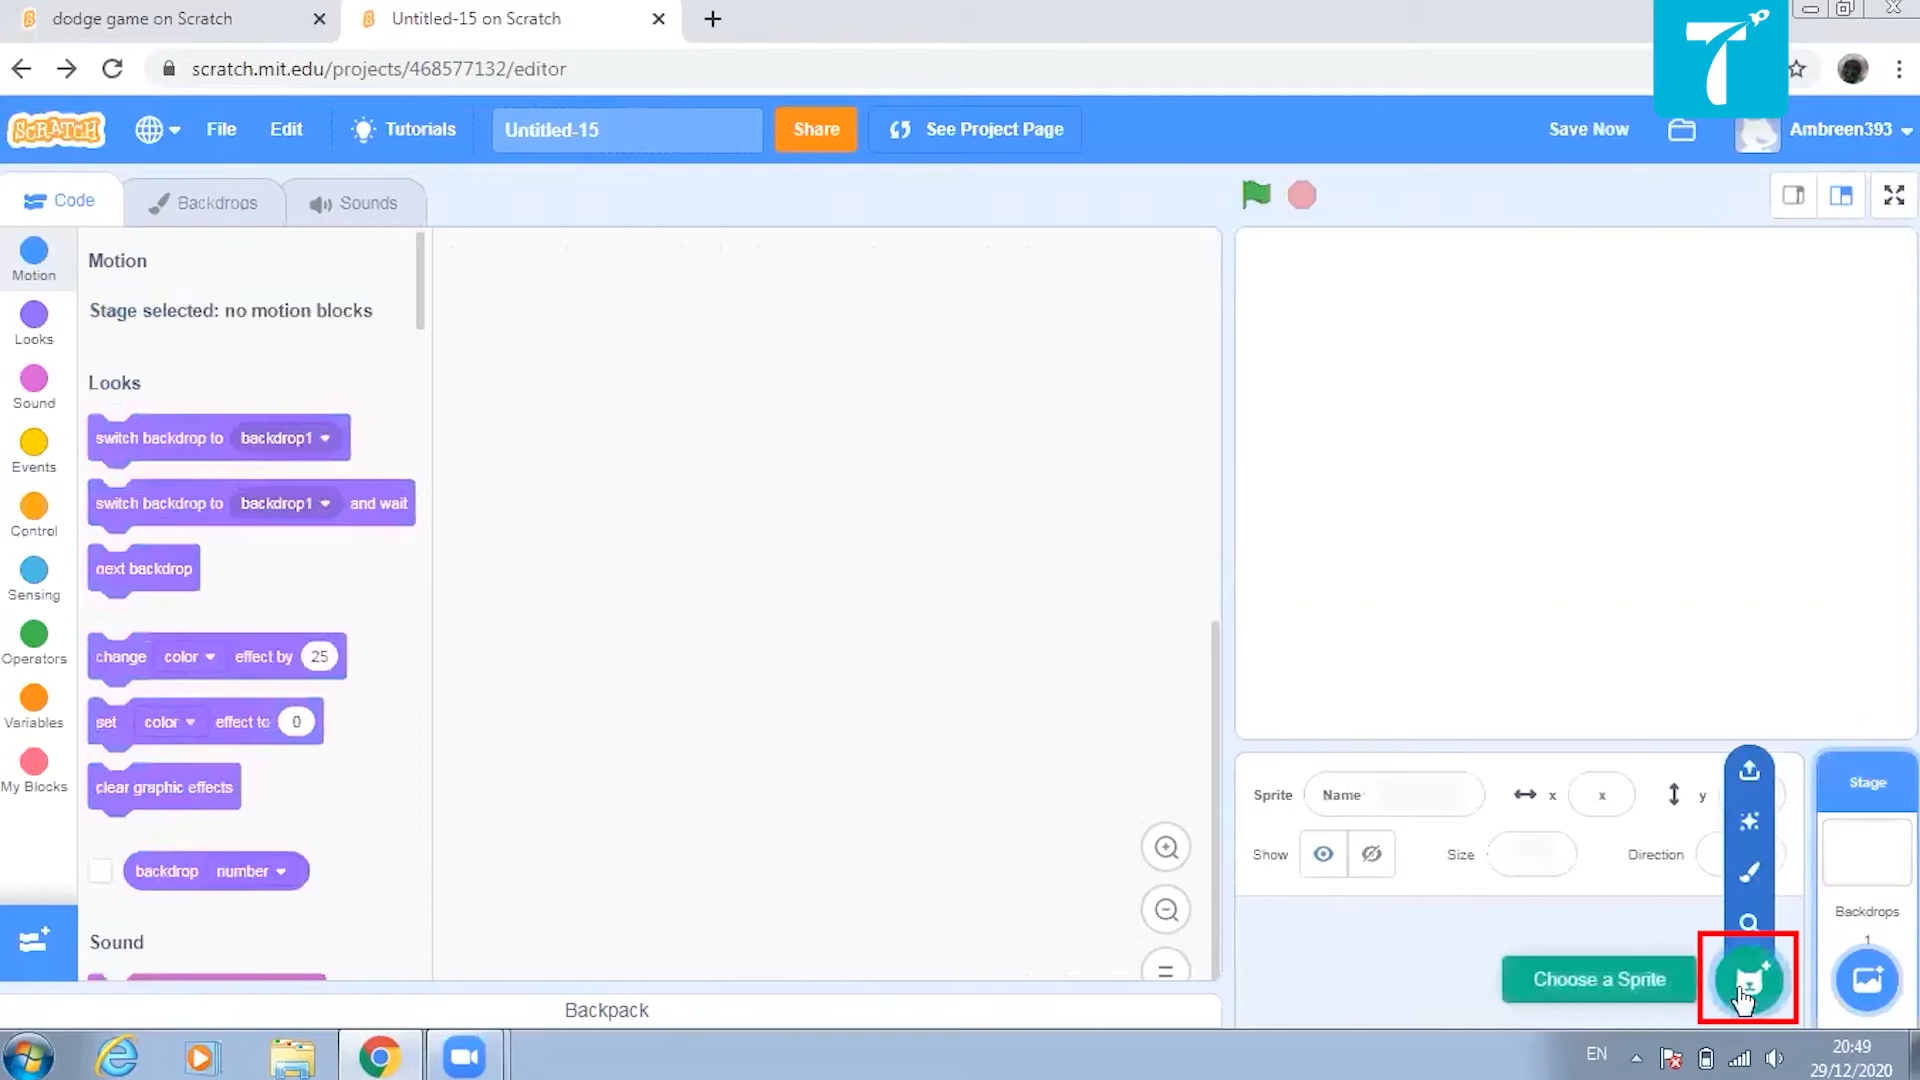 dodge game on Scratch
Untitled-15 on Scratch
scratch.mit.edu/projects/468577132/editor
SCRATCH
File
Edit
Tutorials
Untitled-15
Share
See Project Page
Save Now
Ambreen393
Code
Backdrops
Sounds
Motion
Looks
Sound
Events
Control
Sensing
Operators
Variables
My Blocks
Motion
Stage selected: no motion blocks
Looks
switch backdrop to backdrop1
switch backdrop to backdrop1 and wait
next backdrop
change color effect by 25
set color effect to 0
clear graphic effects
backdrop number
Sound
Backpack
Sprite Name x x y
Show Size Direction
Choose a Sprite
Stage
Backdrops
1
EN
20:49
29/12/2020